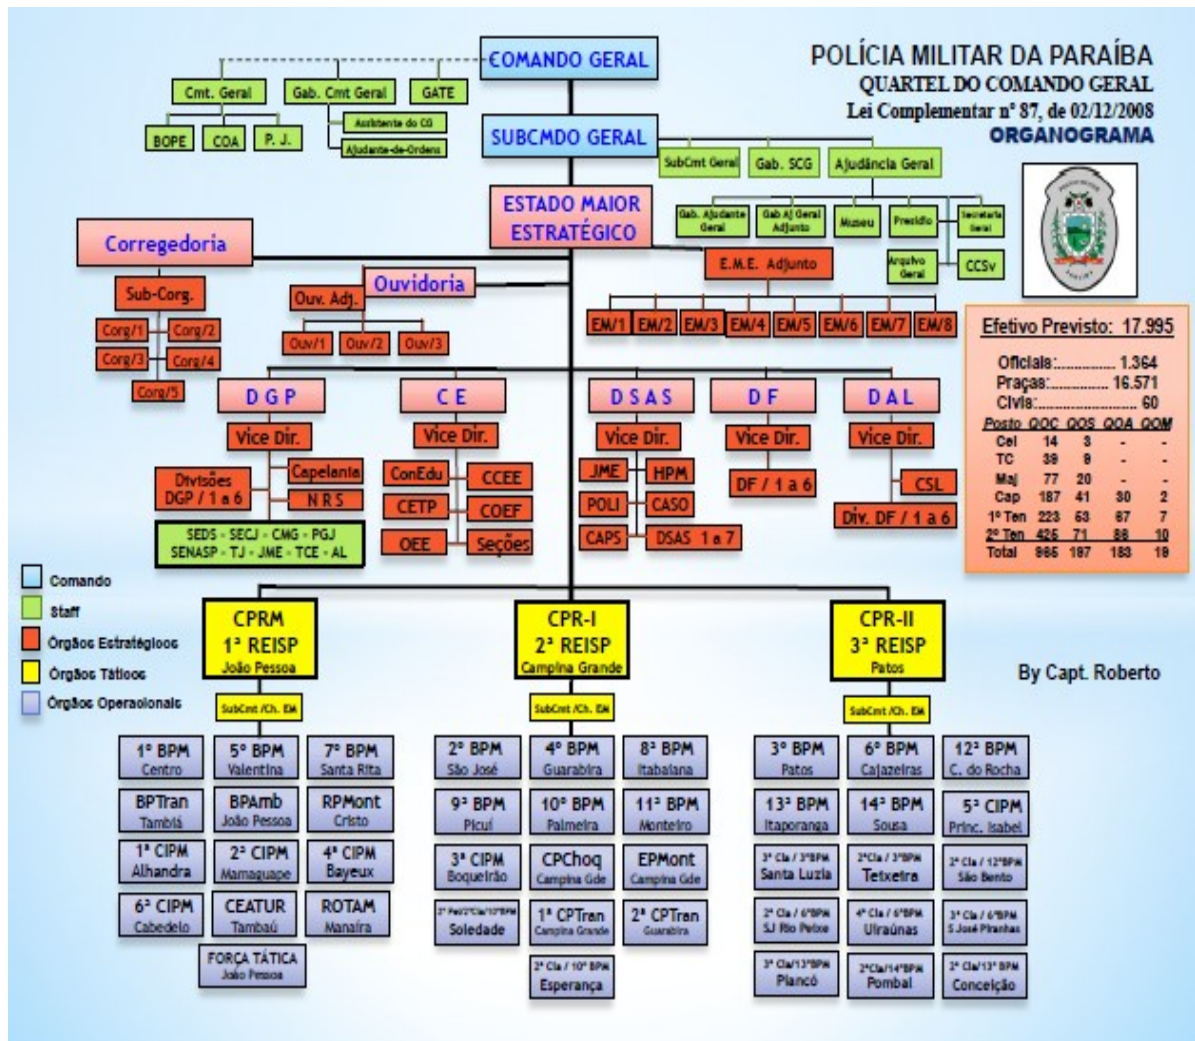 POLÍCIA MILITAR DA PARAÍBA
QUARTEL DO COMANDO GERAL
Lei Complementar nº 87, de 02/12/2008
ORGANOGRAMA
COMANDO GERAL
Cmt. Geral
Gab. Cmt Geral
GATE
BOPE
COA
P. J.
Assistente do CG
Ajudante-de-Ordens
SUBCMDO GERAL
SubCmt Geral
Gab. SCG
Ajudância Geral
Gab. Ajudante
Geral
Gab Aj Geral
Adjunto
Museu
Presídio
Secretaria
Geral
Arquivo
Geral
CCSv
ESTADO MAIOR
ESTRATÉGICO
E.M.E. Adjunto
EM/1
EM/2
EM/3
EM/4
EM/5
EM/6
EM/7
EM/8
Corregedoria
Sub-Corg.
Corg/1
Corg/2
Corg/3
Corg/4
Corg/5
Ouvidoria
Ouv. Adj.
Ouv/1
Ouv/2
Ouv/3
Efetivo Previsto: 17.995
Oficiais:.............. 1.364
Praças:.............. 16.571
Civis:......................... 60
Posto QOC QOS QOA QOM
Cel 14 3 - -
TC 39 9 - -
Maj 77 20 - -
Cap 187 41 30 2
1º Ten 223 53 67 7
2º Ten 425 71 86 10
Total 965 197 183 19
D G P
Vice Dir.
Divisões
DGP / 1 a 6
Capelania
N R S
SEDS - SECJ - CMG - PGJ
SENASP - TJ - JME - TCE - AL
C E
Vice Dir.
ConEdu
CCEE
CETP
COEF
OEE
Seções
D S A S
Vice Dir.
JME
HPM
POLI
CASO
CAPS
DSAS 1 a 7
D F
Vice Dir.
DF / 1 a 6
D A L
Vice Dir.
CSL
Div. DF / 1 a 6
Comando
Staff
Órgãos Estratégicos
Órgãos Táticos
Órgãos Operacionais
CPRM
1ª REISP
João Pessoa
SubCmt /Ch. EM
CPR-I
2ª REISP
Campina Grande
SubCmt /Ch. EM
CPR-II
3ª REISP
Patos
SubCmt /Ch. EM
By Capt. Roberto
1º BPM
Centro
5º BPM
Valentina
7º BPM
Santa Rita
BPTran
Tambiá
BPAmb
João Pessoa
RPMont
Cristo
1ª CIPM
Alhandra
2ª CIPM
Mamaguape
4ª CIPM
Bayeux
6ª CIPM
Cabedelo
CEATUR
Tambaú
ROTAM
Manaíra
FORÇA TÁTICA
João Pessoa
2º BPM
São José
4º BPM
Guarabira
8ª BPM
Itabaiana
9ª BPM
Picuí
10º BPM
Palmeira
11ª BPM
Monteiro
3ª CIPM
Boqueirão
CPChoq
Campina Gde
EPMont
Campina Gde
Soledade
1ª CPTran
Campina Grande
2ª CPTran
Guarabira
2ª Cia / 10º BPM
Esperança
3º BPM
Patos
6º BPM
Cajazeiras
12ª BPM
C. do Rocha
13ª BPM
Itaporanga
14ª BPM
Sousa
5ª CIPM
Princ. Isabel
3ª Cia / 3ºBPM
Santa Luzia
2ªCia / 3ºBPM
Teixeira
2ª Cia / 12ºBPM
São Bento
2ª Cia / 6ºBPM
SJ Rio Peixe
4ª Cia / 6ºBPM
Uiraúnas
3ª Cia / 6ºBPM
S José Piranhas
3ª Cia/13ºBPM
Piancó
2ªCia/14ºBPM
Pombal
2ª Cia/13º BPM
Conceição